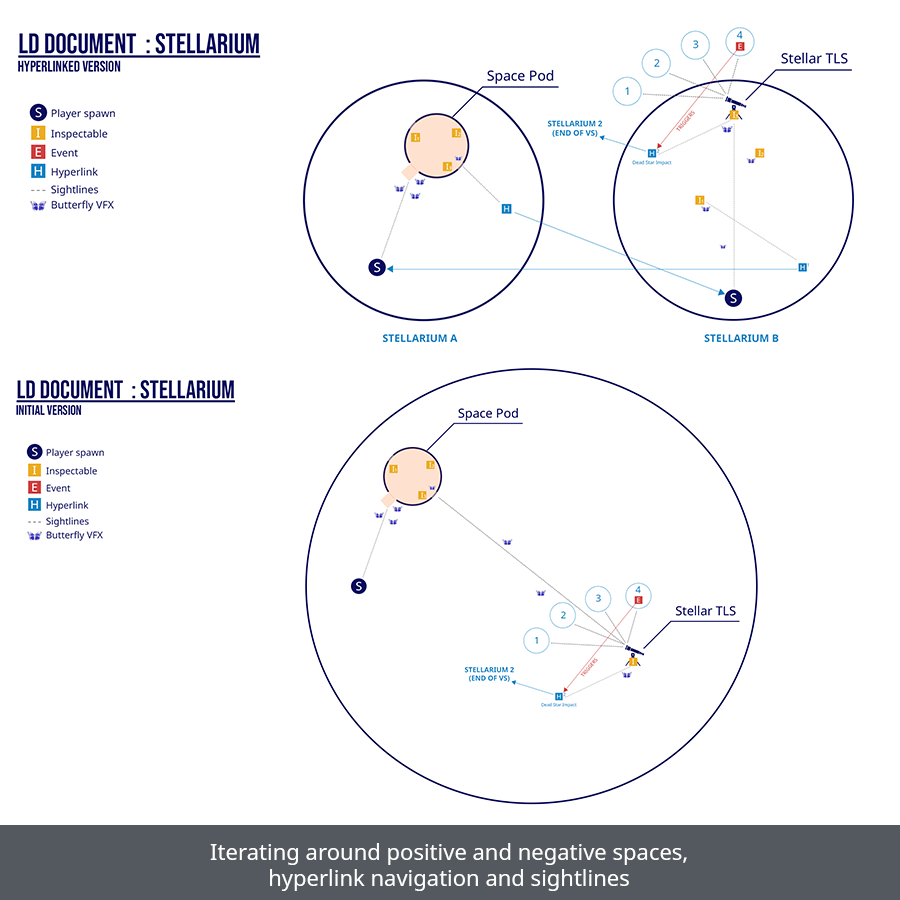 LD DOCUMENT : STELLARIUM
HYPERLINKED VERSION
S Player spawn
I Inspectable
E Event
H Hyperlink
Sightlines
Butterfly VFX
Space Pod
Stellar TLS
1
2
3
4
E
TRIGGERS
STELLARIUM 2
(END OF VS)
H
Dead Star Impact
H
S
H
S
STELLARIUM A
STELLARIUM B
LD DOCUMENT : STELLARIUM
INITIAL VERSION
S Player spawn
I Inspectable
E Event
H Hyperlink
Sightlines
Butterfly VFX
Space Pod
S
1
2
3
4
E
Stellar TLS
TRIGGERS
STELLARIUM 2
(END OF VS)
H
Dead Star Impact
Iterating around positive and negative spaces,
hyperlink navigation and sightlines